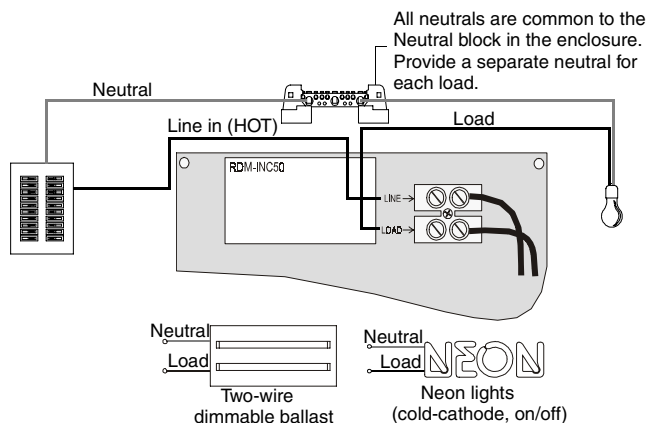 All neutrals are common to the
Neutral block in the enclosure.
Provide a separate neutral for
each load.
Neutral
Line in (HOT)
Load
RDM-INC50
LINE
LOAD
Neutral
Load
Two-wire
dimmable ballast
Neutral
Load
NEON
Neon lights
(cold-cathode, on/off)